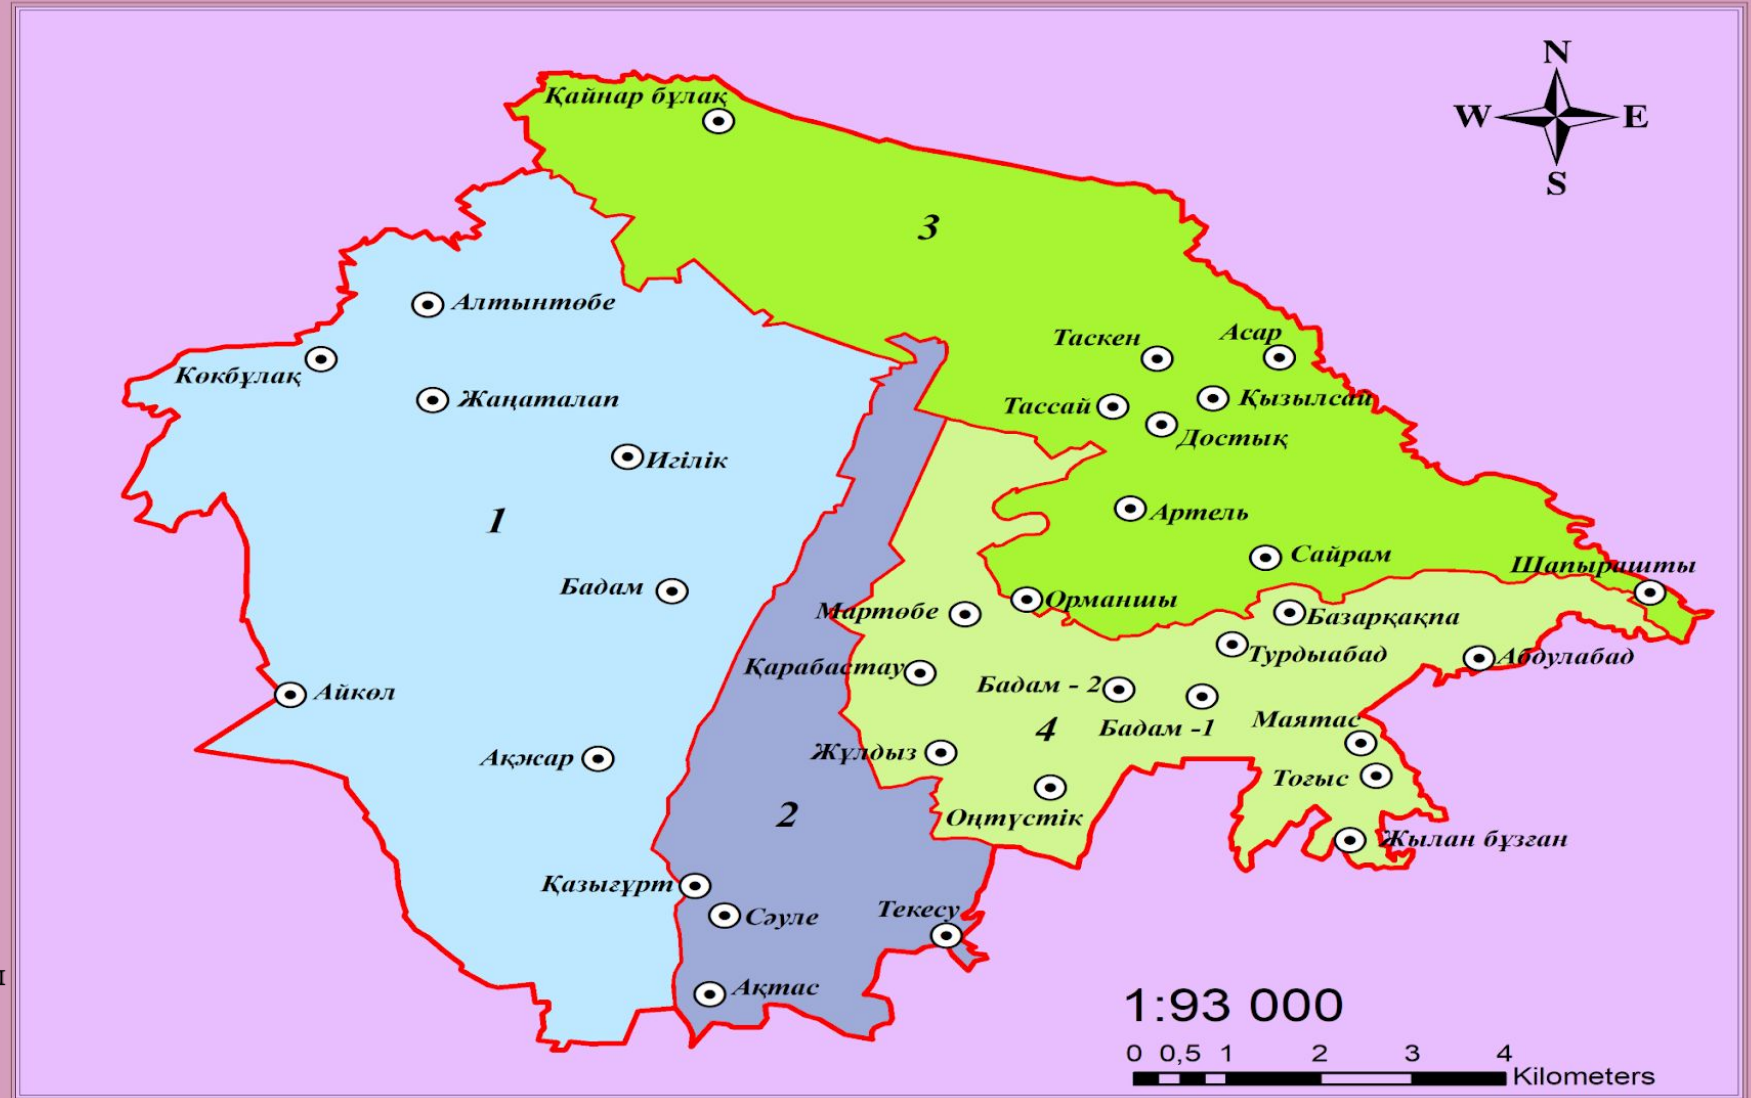 N
W E
S
Қайнар бұлақ
3
Алтынтөбе
Таскен
Асар
Көкбұлақ
Жаңаталап
Тассай
Қызылсай
Достық
Игілік
1
Артель
Сайрам
Шапырашты
Бадам
Мартөбе
Орманшы
Базарқақпа
Турдыабад
Абдулабад
Қарабастау
Бадам - 2
Айкөл
Бадам -1
4
Маятас
Ақжар
Жұлдыз
Тоғыс
2
Оңтүстік
Жылан бұзған
Қазығұрт
Сәуле
Текесу
Ақтас
1:93 000
0 0,5 1 2 3 4
Kilometers